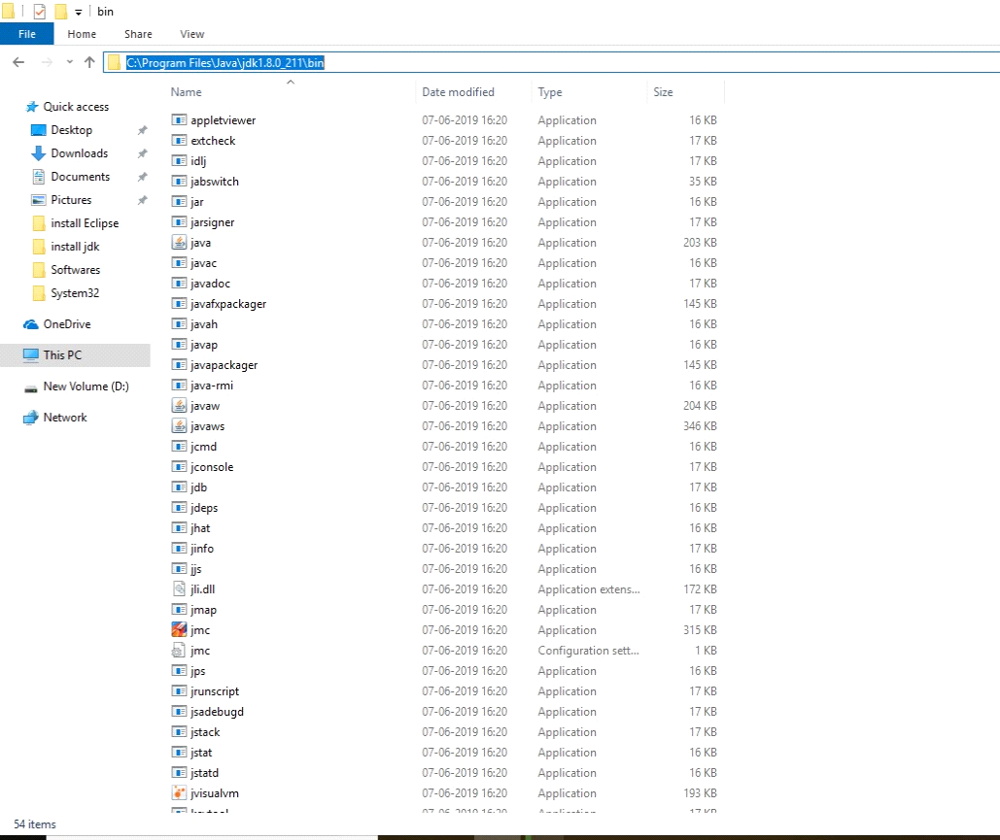 bin
File Home Share View
C:\Program Files\Java\jdk1.8.0_211\bin
Name Date modified Type Size
Quick access
Desktop
Downloads
Documents
Pictures
install Eclipse
install jdk
Softwares
System32
OneDrive
This PC
New Volume (D:)
Network
appletviewer 07-06-2019 16:20 Application 16 KB
extcheck 07-06-2019 16:20 Application 17 KB
idlj 07-06-2019 16:20 Application 17 KB
jabswitch 07-06-2019 16:20 Application 35 KB
jar 07-06-2019 16:20 Application 16 KB
jarsigner 07-06-2019 16:20 Application 17 KB
java 07-06-2019 16:20 Application 203 KB
javac 07-06-2019 16:20 Application 16 KB
javadoc 07-06-2019 16:20 Application 17 KB
javafxpackager 07-06-2019 16:20 Application 145 KB
javah 07-06-2019 16:20 Application 16 KB
javap 07-06-2019 16:20 Application 16 KB
javapackager 07-06-2019 16:20 Application 145 KB
java-rmi 07-06-2019 16:20 Application 16 KB
javaw 07-06-2019 16:20 Application 204 KB
javaws 07-06-2019 16:20 Application 346 KB
jcmd 07-06-2019 16:20 Application 16 KB
jconsole 07-06-2019 16:20 Application 17 KB
jdb 07-06-2019 16:20 Application 17 KB
jdeps 07-06-2019 16:20 Application 16 KB
jhat 07-06-2019 16:20 Application 16 KB
jinfo 07-06-2019 16:20 Application 17 KB
jjs 07-06-2019 16:20 Application 16 KB
jli.dll 07-06-2019 16:20 Application extens... 172 KB
jmap 07-06-2019 16:20 Application 17 KB
jmc 07-06-2019 16:20 Application 315 KB
jmc 07-06-2019 16:20 Configuration sett... 1 KB
jps 07-06-2019 16:20 Application 16 KB
jrunscript 07-06-2019 16:20 Application 17 KB
jsadebugd 07-06-2019 16:20 Application 17 KB
jstack 07-06-2019 16:20 Application 17 KB
jstat 07-06-2019 16:20 Application 16 KB
jstatd 07-06-2019 16:20 Application 16 KB
jvisualvm 07-06-2019 16:20 Application 193 KB
54 items